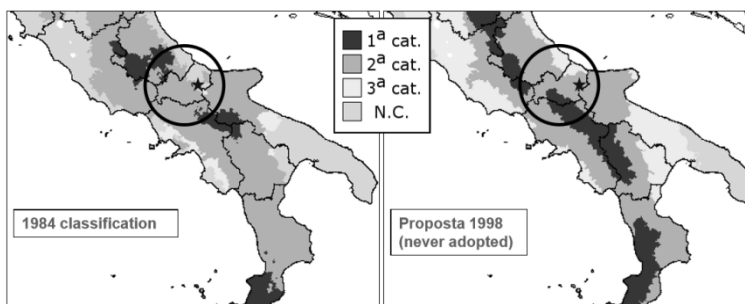 1ª cat.
2ª cat.
3ª cat.
N.C.
1984 classification
Proposta 1998
(never adopted)